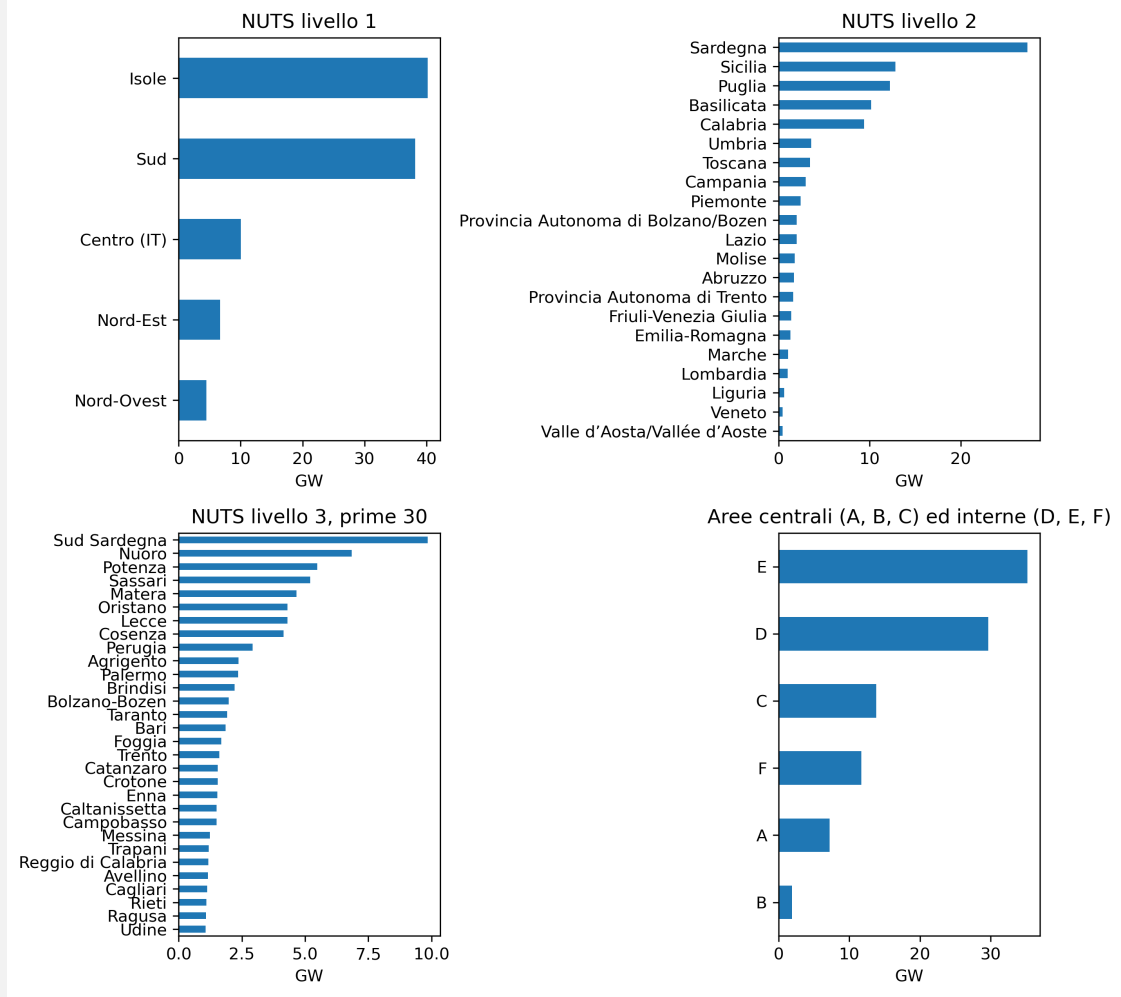 NUTS livello 1
Isole
Sud
Centro (IT)
Nord-Est
Nord-Ovest
0 10 20 30 40
GW
NUTS livello 2
Sardegna
Sicilia
Puglia
Basilicata
Calabria
Umbria
Toscana
Campania
Piemonte
Provincia Autonoma di Bolzano/Bozen
Lazio
Molise
Abruzzo
Provincia Autonoma di Trento
Friuli-Venezia Giulia
Emilia-Romagna
Marche
Lombardia
Liguria
Veneto
Valle d’Aosta/Vallée d’Aoste
0 10 20
GW
NUTS livello 3, prime 30
Sud Sardegna
Nuoro
Potenza
Sassari
Matera
Oristano
Lecce
Cosenza
Perugia
Agrigento
Palermo
Brindisi
Bolzano-Bozen
Taranto
Bari
Foggia
Trento
Catanzaro
Crotone
Enna
Caltanissetta
Campobasso
Messina
Trapani
Reggio di Calabria
Avellino
Cagliari
Rieti
Ragusa
Udine
0.0 2.5 5.0 7.5 10.0
GW
Aree centrali (A, B, C) ed interne (D, E, F)
E
D
C
F
A
B
0 10 20 30
GW